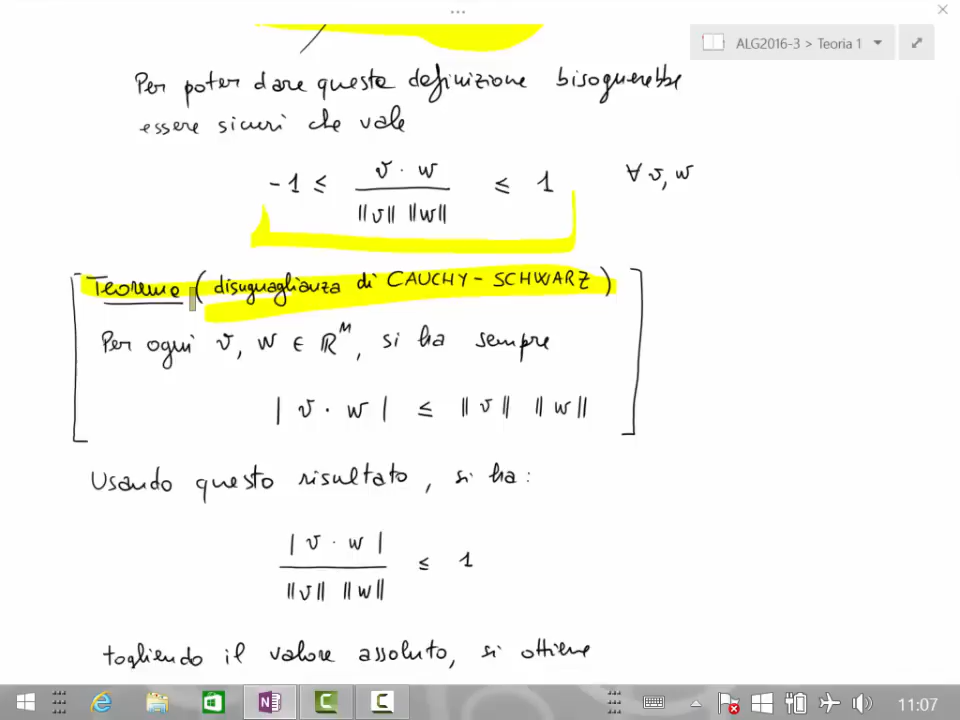 ALG2016-3 > Teoria 1
Per poter dare questa definizione bisognerebbe
essere sicuri che vale
-1 ≤ v · w / ||v|| ||w|| ≤ 1 ∀ v, w
Teorema (disuguaglianza di CAUCHY-SCHWARZ)
Per ogni v, w ∈ ℝⁿ, si ha sempre
| v · w | ≤ ||v|| ||w||
Usando questo risultato, si ha:
| v · w | / ||v|| ||w|| ≤ 1
togliendo il valore assoluto, si ottiene
11:07